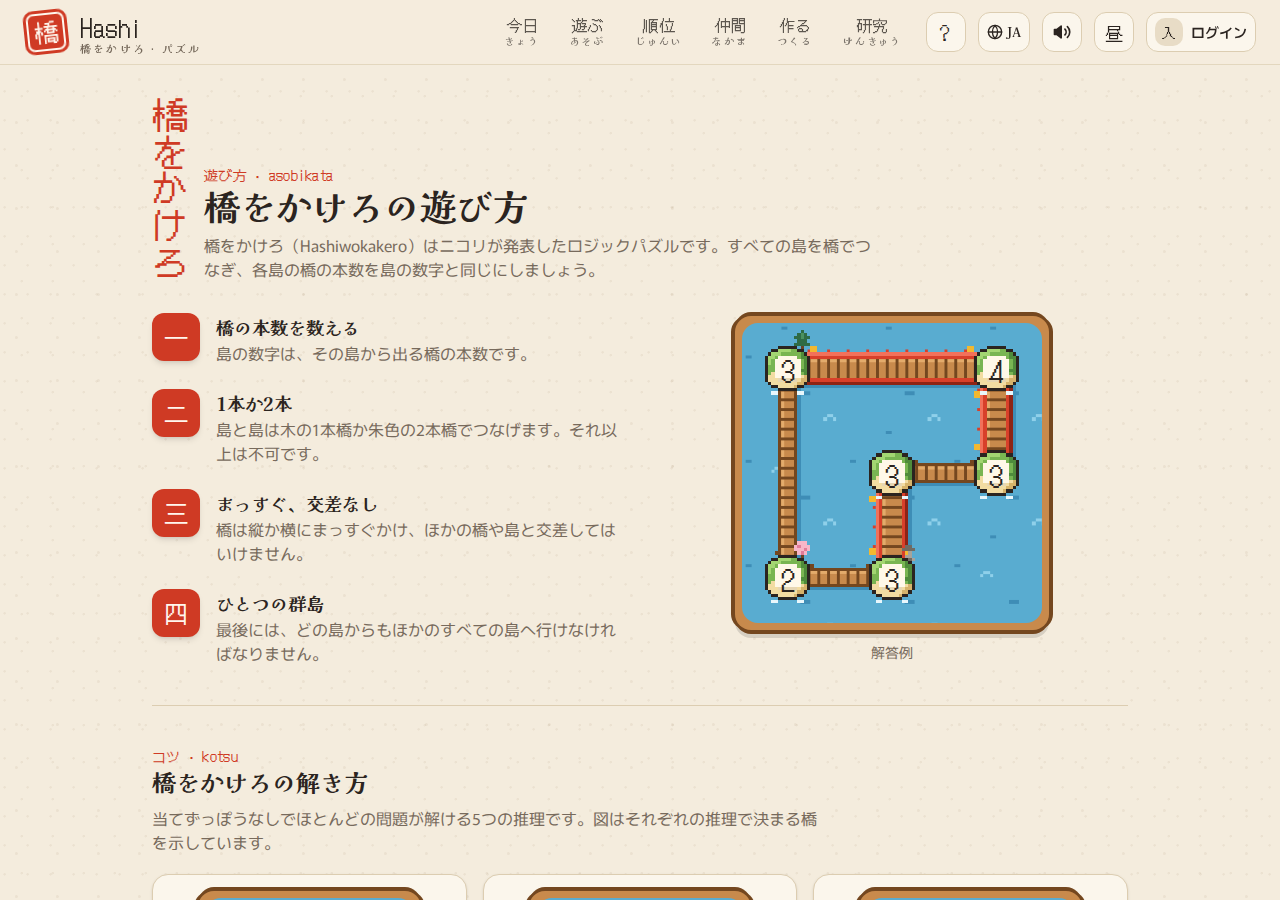 橋
Hashi
橋をかけろ · パズル
今日
きょう
遊ぶ
あそぶ
順位
じゅんい
仲間
なかま
作る
つくる
研究
けんきゅう
?
JA
昼
入
ログイン
橋をかけろ
遊び方 · asobikata
橋をかけろの遊び方
橋をかけろ（Hashiwokakero）はニコリが発表したロジックパズルです。すべての島を橋でつ
なぎ、各島の橋の本数を島の数字と同じにしましょう。
一
橋の本数を数える
島の数字は、その島から出る橋の本数です。
二
1本か2本
島と島は木の1本橋か朱色の2本橋でつなげます。それ以
上は不可です。
三
まっすぐ、交差なし
橋は縦か横にまっすぐかけ、ほかの橋や島と交差しては
いけません。
四
ひとつの群島
最後には、どの島からもほかのすべての島へ行けなけれ
ばなりません。
3
4
3
3
2
3
解答例
コツ · kotsu
橋をかけろの解き方
当てずっぽうなしでほとんどの問題が解ける5つの推理です。図はそれぞれの推理で決まる橋
を示しています。